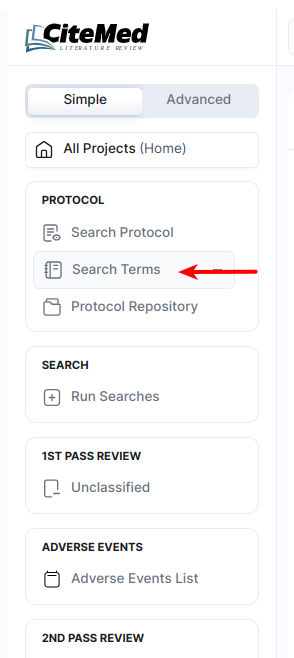 CiteMed
LITERATURE REVIEW
Simple
Advanced
All Projects (Home)
PROTOCOL
Search Protocol
Search Terms
Protocol Repository
SEARCH
Run Searches
1ST PASS REVIEW
Unclassified
ADVERSE EVENTS
Adverse Events List
2ND PASS REVIEW